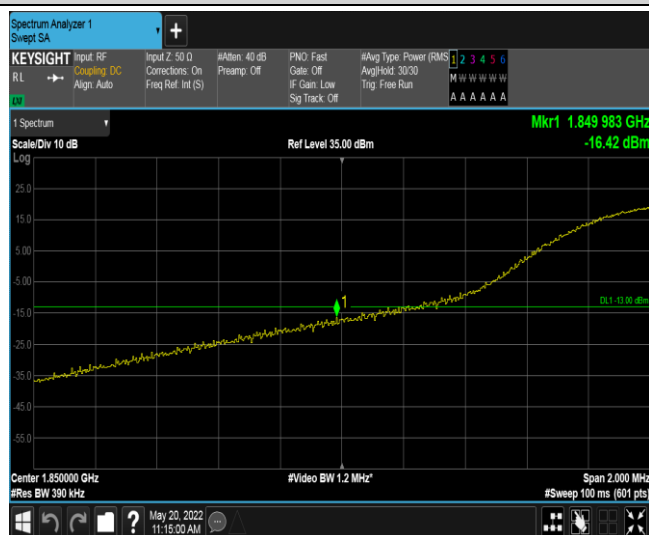 Spectrum Analyzer 1
Swept SA
+
KEYSIGHT
RL
LXI
Input: RF
Coupling: DC
Align: Auto
Input Z: 50 Ω
Corrections: On
Freq Ref: Int (S)
#Atten: 40 dB
Preamp: Off
PNO: Fast
Gate: Off
IF Gain: Low
Sig Track: Off
#Avg Type: Power (RMS
Avg|Hold: 30/30
Trig: Free Run
1 2 3 4 5 6
M W W W W W
A A A A A A
1 Spectrum
Mkr1 1.849 983 GHz
Scale/Div 10 dB
Ref Level 35.00 dBm
-16.42 dBm
Log
25.0
15.0
5.00
-5.00
1
DL1 -13.00 dBm
-15.0
-25.0
-35.0
-45.0
-55.0
Center 1.850000 GHz
#Video BW 1.2 MHz*
Span 2.000 MHz
#Res BW 390 kHz
#Sweep 100 ms (601 pts)
?
May 20, 2022
11:15:00 AM